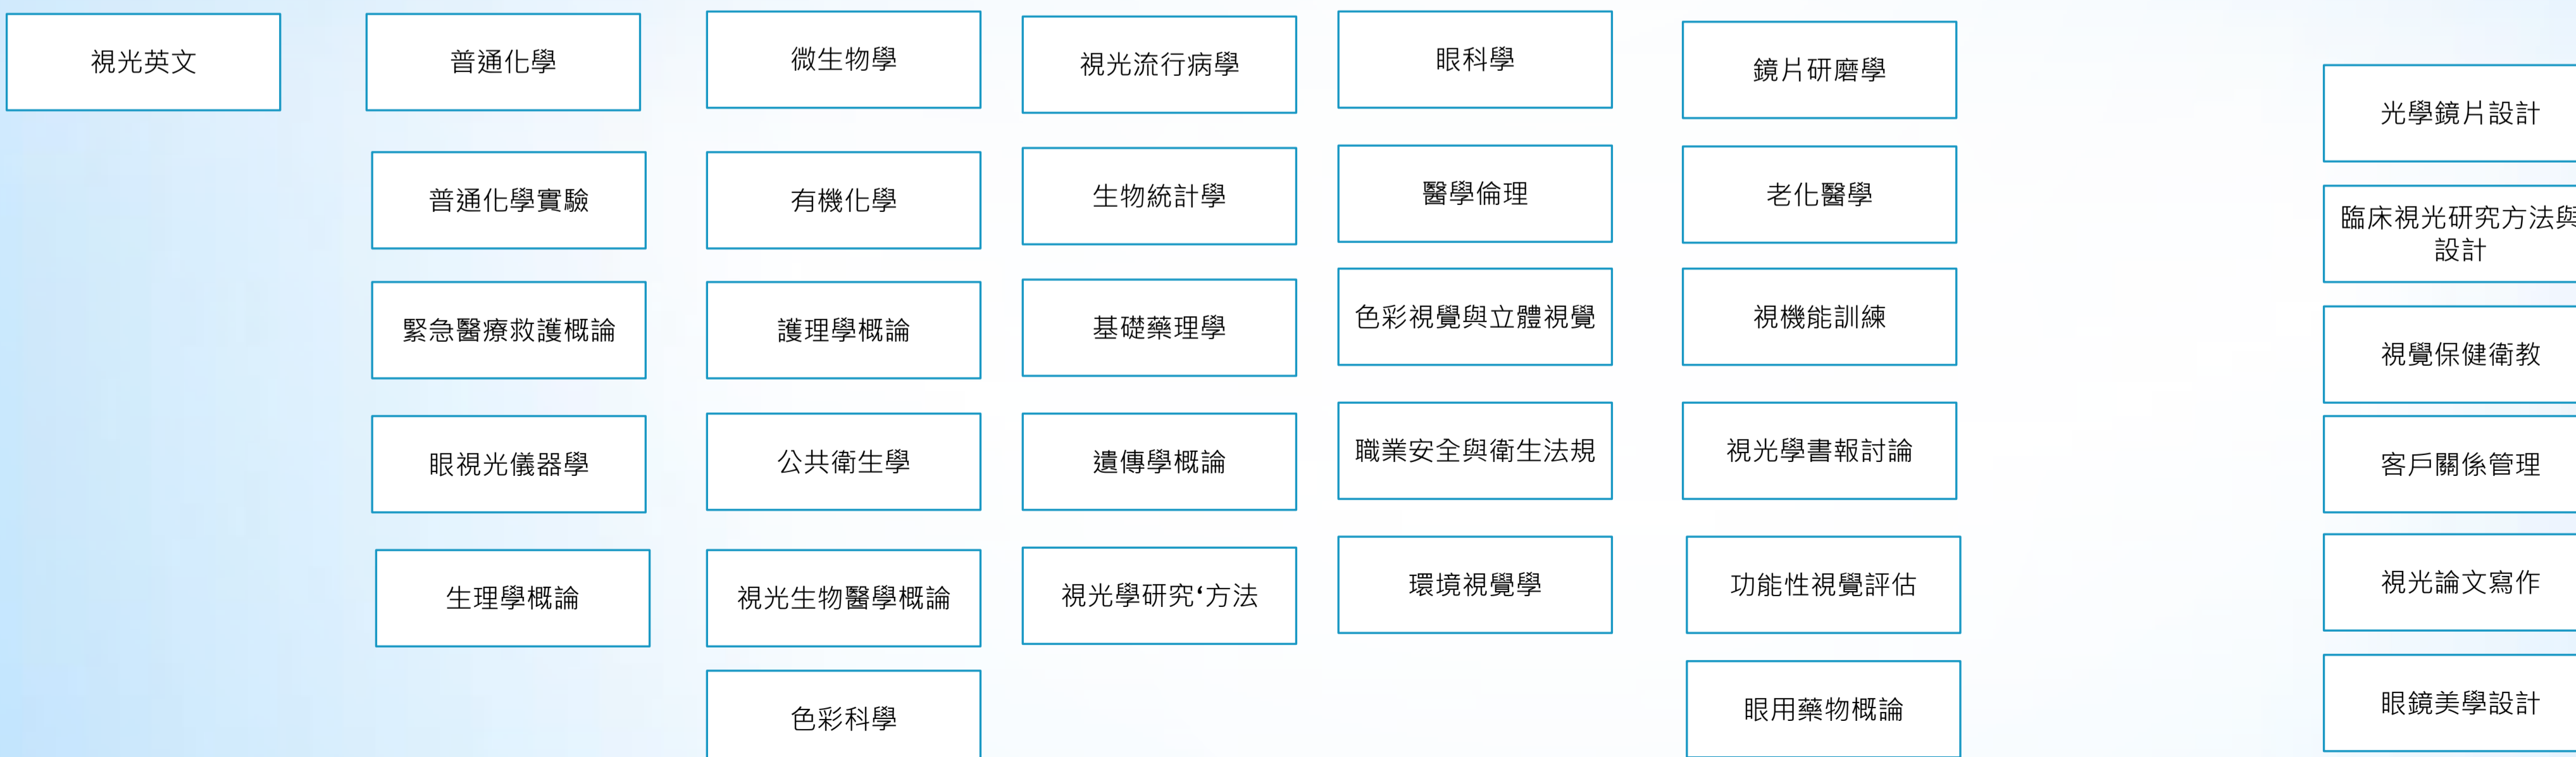 視光英文
普通化學
普通化學實驗
緊急醫療救護概論
眼視光儀器學
生理學概論
微生物學
有機化學
護理學概論
公共衛生學
視光生物醫學概論
色彩科學
視光流行病學
生物統計學
基礎藥理學
遺傳學概論
視光學研究‘方法
眼科學
醫學倫理
色彩視覺與立體視覺
職業安全與衛生法規
環境視覺學
鏡片研磨學
老化醫學
視機能訓練
視光學書報討論
功能性視覺評估
眼用藥物概論
光學鏡片設計
臨床視光研究方法與
設計
視覺保健衛教
客戶關係管理
視光論文寫作
眼鏡美學設計